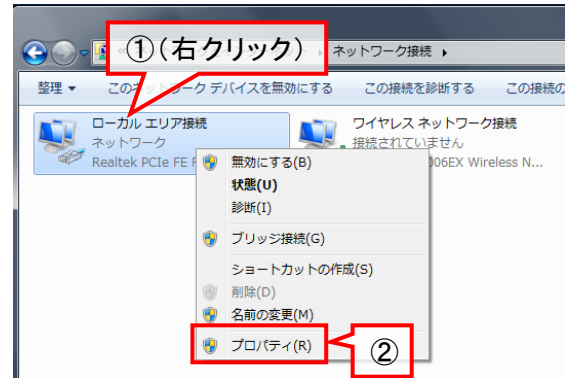 ①(右クリック)
ネットワーク接続
整理 ▼ このネットワーク デバイスを無効にする この接続を診断する この接続の
ローカル エリア接続
ネットワーク
Realtek PCIe FE
ワイヤレス ネットワーク接続
接続されていません
06EX Wireless N...
無効にする(B)
状態(U)
診断(I)
ブリッジ接続(G)
ショートカットの作成(S)
削除(D)
名前の変更(M)
プロパティ(R)
②